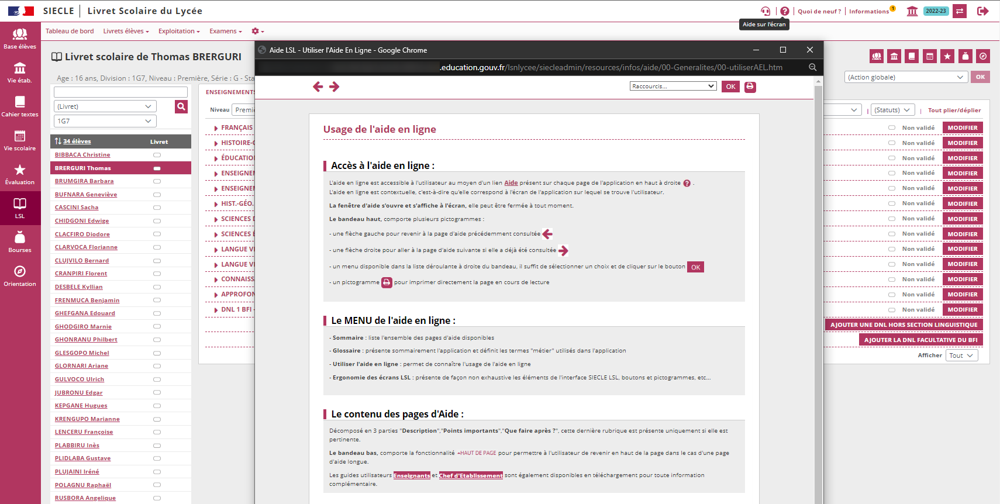 SIECLE
Livret Scolaire du Lycée
Quoi de neuf ?
Informations
1
2022-23
Aide sur l'écran
Tableau de bord
Livrets élèves
Exploitation
Examens
Base élèves
Vie étab.
Cahier textes
Vie scolaire
Évaluation
LSL
Bourses
Orientation
Livret scolaire de Thomas BRERGURI
Age : 16 ans, Division : 1G7, Niveau : Première, Série : G - Sta
(Livret)
1G7
34 élèves Livret
BIBBACA Christine
BRERGURI Thomas
BRUMGIRA Barbara
BUFNARA Geneviève
CASCINI Sacha
CHIDGONI Edwige
CLACFIRO Diodore
CLARVOCA Florianne
CLUJVILO Bernard
CRANPIRI Florent
DESBELE Kyllian
FRENMUCA Benjamin
GHEFGANA Edouard
GHODGIRO Marnie
GHONRANU Philbert
GLESGOPO Michel
GLORNARI Ariane
GULVOCO Ulrich
JUBRONU Edgar
KEPGANE Hugues
KRENGUPO Marianne
LENCERU Françoise
PLABBIRU Inès
PLIDLABA Gustave
PLUJAINI Iréné
POLAGNU Raphaël
RUSBORA Angelique
ENSEIGNEMENTS
Niveau Premiè
FRANÇAIS
HISTOIRE-G
ÉDUCATION
ENSEIGNEM
ENSEIGNEM
HIST.-GÉO.
SCIENCES D
SCIENCES É
LANGUE VI
LANGUE VI
CONNAISS
APPROFON
DNL 1 BFI -
Aide LSL - Utiliser l'Aide En Ligne - Google Chrome
.education.gouv.fr/lsnlycee/siecleadmin/resources/infos/aide/00-Generalites/00-utiliserAEL.htm
Raccourcis... OK
Usage de l'aide en ligne
Accès à l'aide en ligne :
L'aide en ligne est accessible à l'utilisateur au moyen d'un lien Aide présent sur chaque page de l'application en haut à droite ? .
L'aide en ligne est contextuelle, c'est-à-dire qu'elle correspond à l'écran de l'application sur lequel se trouve l'utilisateur.
La fenêtre d'aide s'ouvre et s'affiche à l'écran, elle peut être fermée à tout moment.
Le bandeau haut, comporte plusieurs pictogrammes :
- une flèche gauche pour revenir à la page d'aide précédemment consultée
- une flèche droite pour aller à la page d'aide suivante si elle a déjà été consultée
- un menu disponible dans la liste déroulante à droite du bandeau, il suffit de sélectionner un choix et de cliquer sur le bouton OK
- un pictogramme pour imprimer directement la page en cours de lecture
Le MENU de l'aide en ligne :
- Sommaire : liste l'ensemble des pages d'aide disponibles
- Glossaire : présente sommairement l'application et définit les termes "métier" utilisés dans l'application
- Utiliser l'aide en ligne : permet de connaître l'usage de l'aide en ligne
- Ergonomie des écrans LSL : présente de façon non exhaustive les éléments de l'interface SIECLE LSL, boutons et pictogrammes, etc...
Le contenu des pages d'Aide :
Décomposé en 3 parties "Description","Points importants","Que faire après ?", cette dernière rubrique est présente uniquement si elle est
pertinente.
Le bandeau bas, comporte la fonctionnalité HAUT DE PAGE pour permettre à l'utilisateur de revenir en haut de la page dans le cas d'une page
d'aide longue.
Les guides utilisateurs Enseignants et Chef d'Etablissement sont également disponibles en téléchargement pour toute information
complémentaire.
(Action globale) OK
| (Statuts) | Tout plier/déplier
Non validé MODIFIER
Non validé MODIFIER
Non validé MODIFIER
Non validé MODIFIER
Non validé MODIFIER
Non validé MODIFIER
Non validé MODIFIER
Non validé MODIFIER
Non validé MODIFIER
Non validé MODIFIER
Non validé MODIFIER
Non validé MODIFIER
Non validé MODIFIER
AJOUTER UNE DNL HORS SECTION LINGUISTIQUE
AJOUTER LA DNL FACULTATIVE DU BFI
Afficher Tout